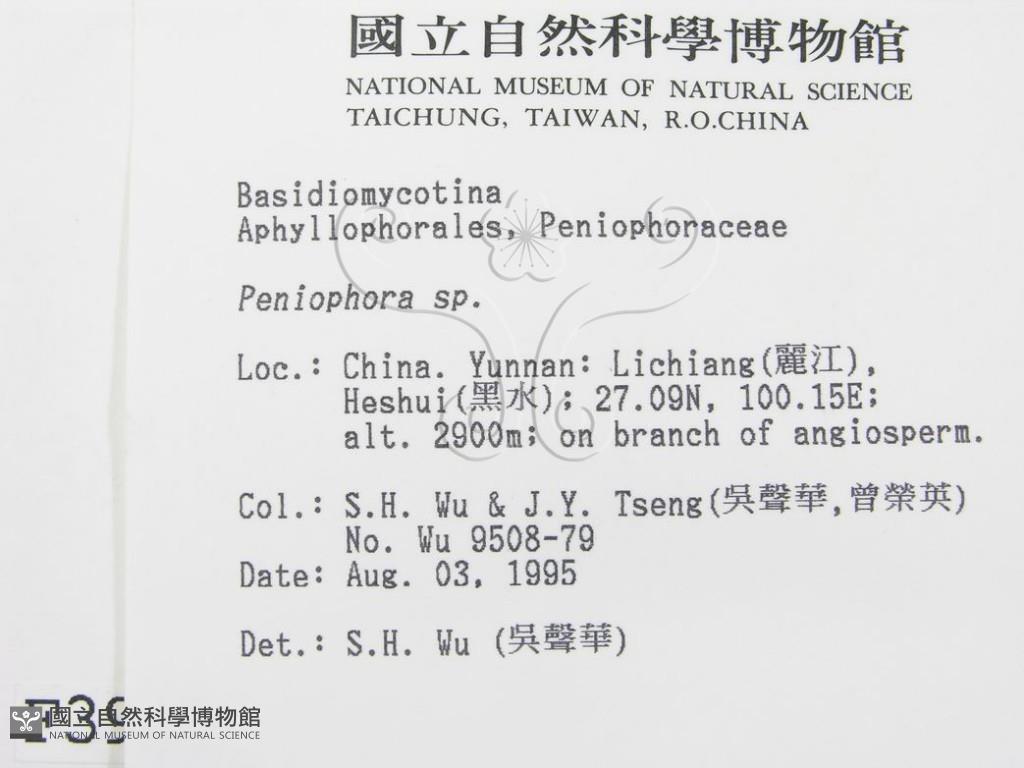 國立自然科學博物館
NATIONAL MUSEUM OF NATURAL SCIENCE
TAICHUNG, TAIWAN, R.O.CHINA
Basidiomycotina
Aphyllophorales, Peniophoraceae
Peniophora sp.
Loc.: China. Yunnan: Lichiang(麗江),
Heshui(黑水); 27.09N, 100.15E;
alt. 2900m; on branch of angiosperm.
Col.: S.H. Wu & J.Y. Tseng(吳聲華,曾榮英)
No. Wu 9508-79
Date: Aug. 03, 1995
Det.: S.H. Wu (吳聲華)
國立自然科學博物館
NATIONAL MUSEUM OF NATURAL SCIENCE